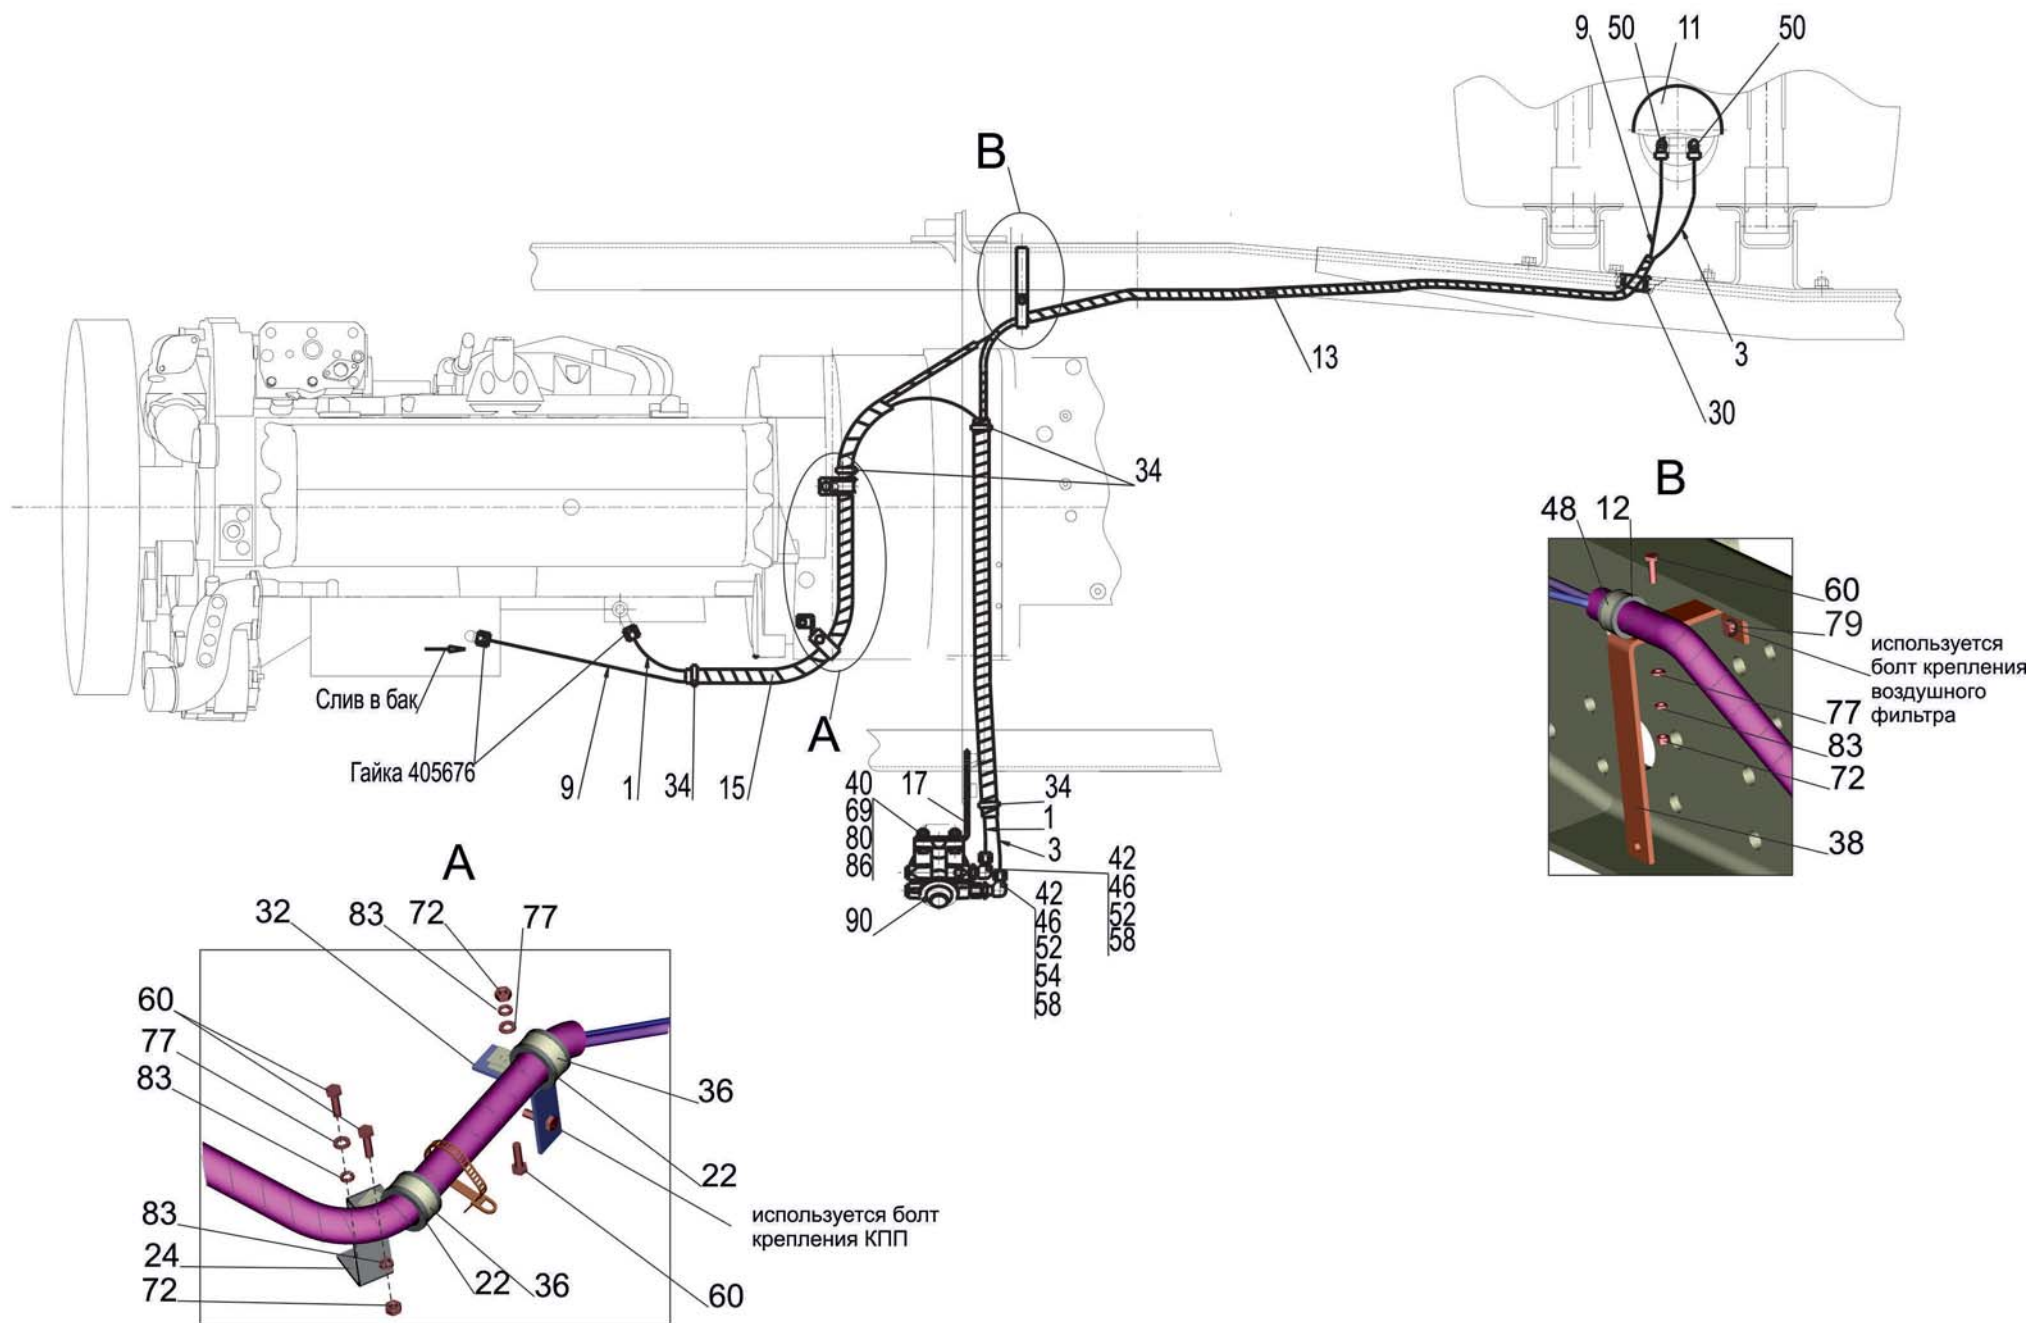 9 50 11 50
B
3
13
30
34
B
48 12
60
79
используется
болт крепления
воздушного
фильтра
77
83
72
38
Слив в бак
Гайка 405676
9 1 34 15
A
40 17 34
69 1
80 3
86
90
42
46
52
58
42
46
52
54
58
A
32 83 72 77
60
77
83
36
22
83
24
72
22 36
используется болт
крепления КПП
60